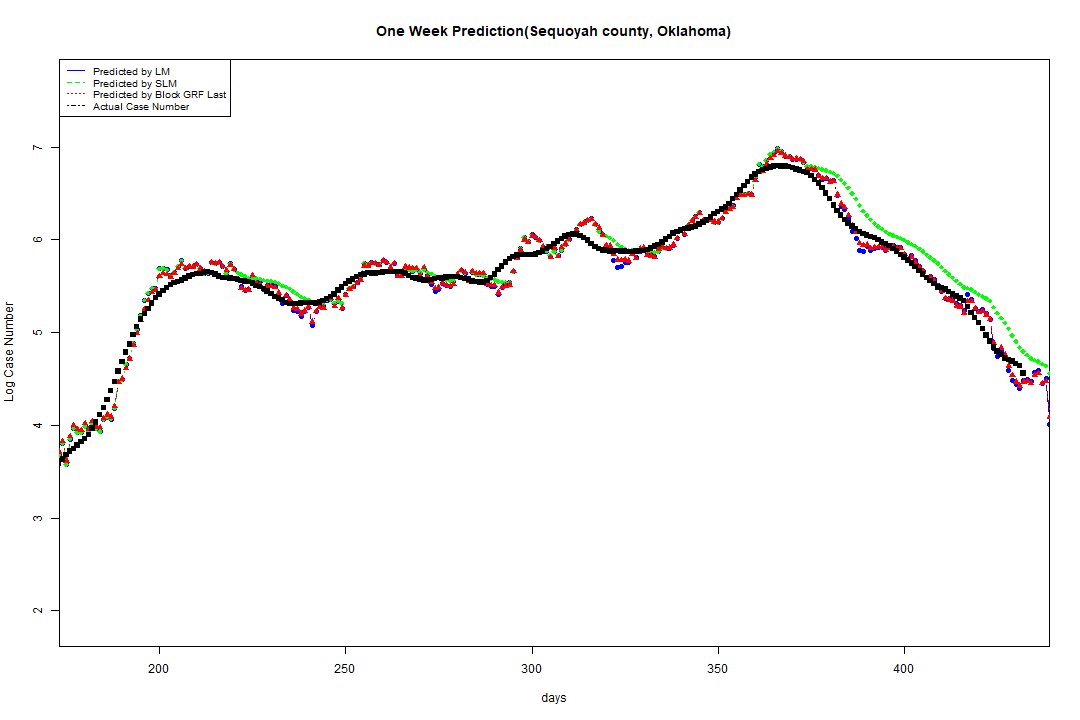 One Week Prediction(Sequoyah county, Oklahoma)
Predicted by LM
Predicted by SLM
Predicted by Block GRF Last
Actual Case Number
7
6
5
4
3
2
Log Case Number
200 250 300 350 400
days